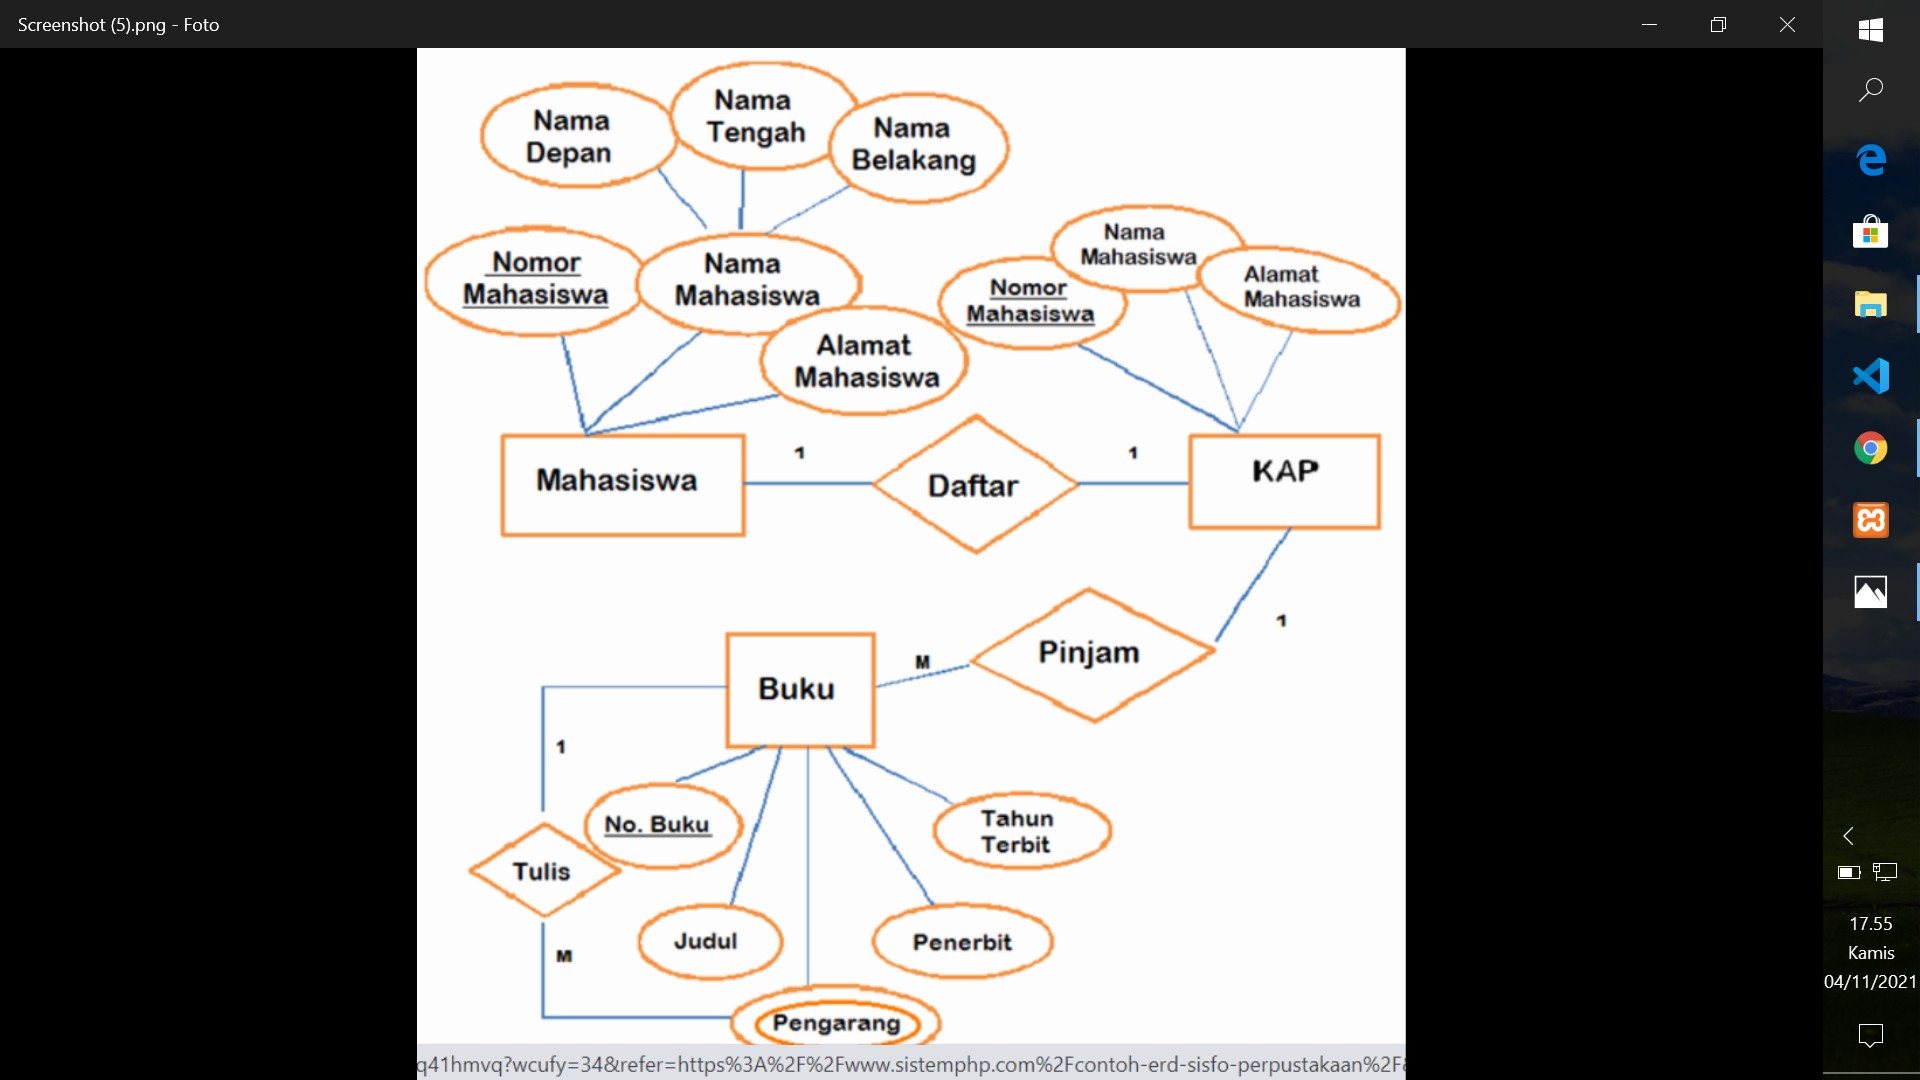 Screenshot (5).png - Foto
Nama
Depan
Nama
Tengah
Nama
Belakang
Nomor
Mahasiswa
Nama
Mahasiswa
Alamat
Mahasiswa
Nomor
Mahasiswa
Nama
Mahasiswa
Alamat
Mahasiswa
Mahasiswa
1
Daftar
1
KAP
1
Pinjam
M
Buku
1
Tulis
M
No. Buku
Judul
Pengarang
Penerbit
Tahun
Terbit
q41hmvq?wcufy=34&refer=https%3A%2F%2Fwww.sistemphp.com%2Fcontoh-erd-sisfo-perpustakaan%2F
17.55
Kamis
04/11/2021